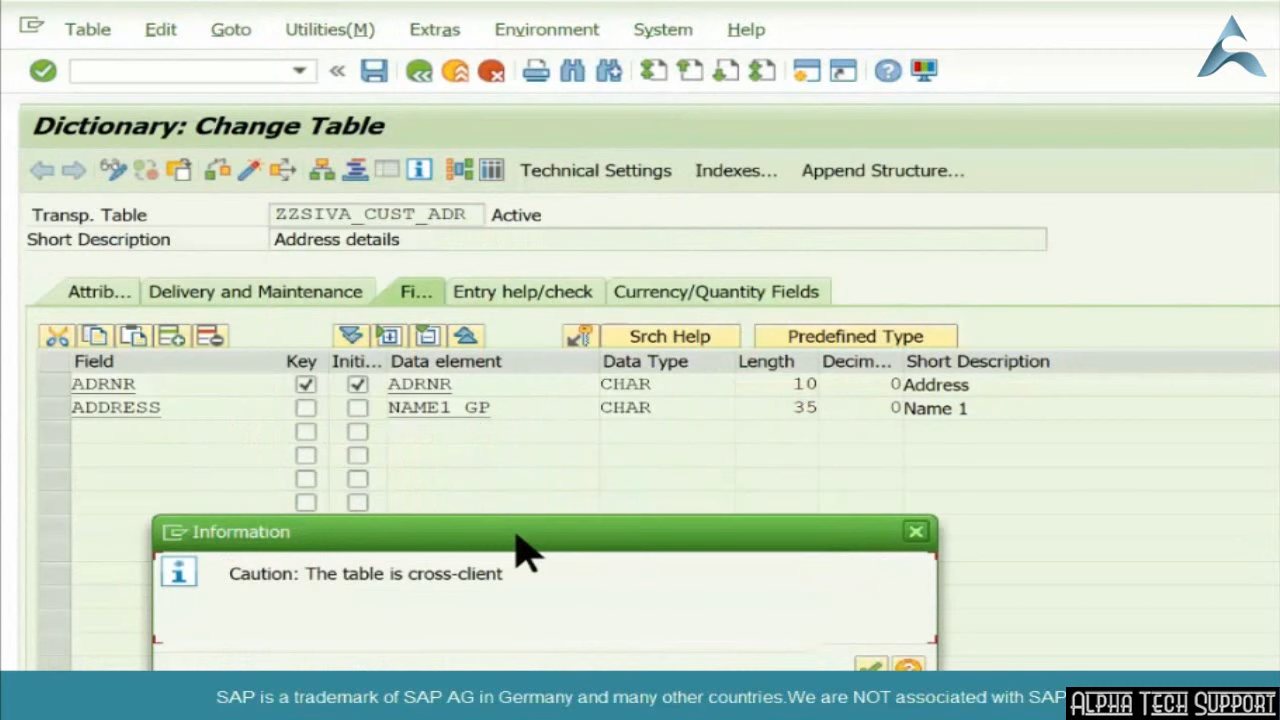 Table Edit Goto Utilities(M) Extras Environment System Help
Dictionary: Change Table
Technical Settings Indexes... Append Structure...
Transp. Table ZZSIVA_CUST_ADR Active
Short Description Address details
Attrib... Delivery and Maintenance Fi... Entry help/check Currency/Quantity Fields
Srch Help Predefined Type
Field Key Initi... Data element Data Type Length Decim... Short Description
ADRNR ADRNR CHAR 10 0 Address
ADDRESS NAME1_GP CHAR 35 0 Name 1
Information
Caution: The table is cross-client
SAP is a trademark of SAP AG in Germany and many other countries.We are NOT associated with SAP
ALPHA TECH SUPPORT